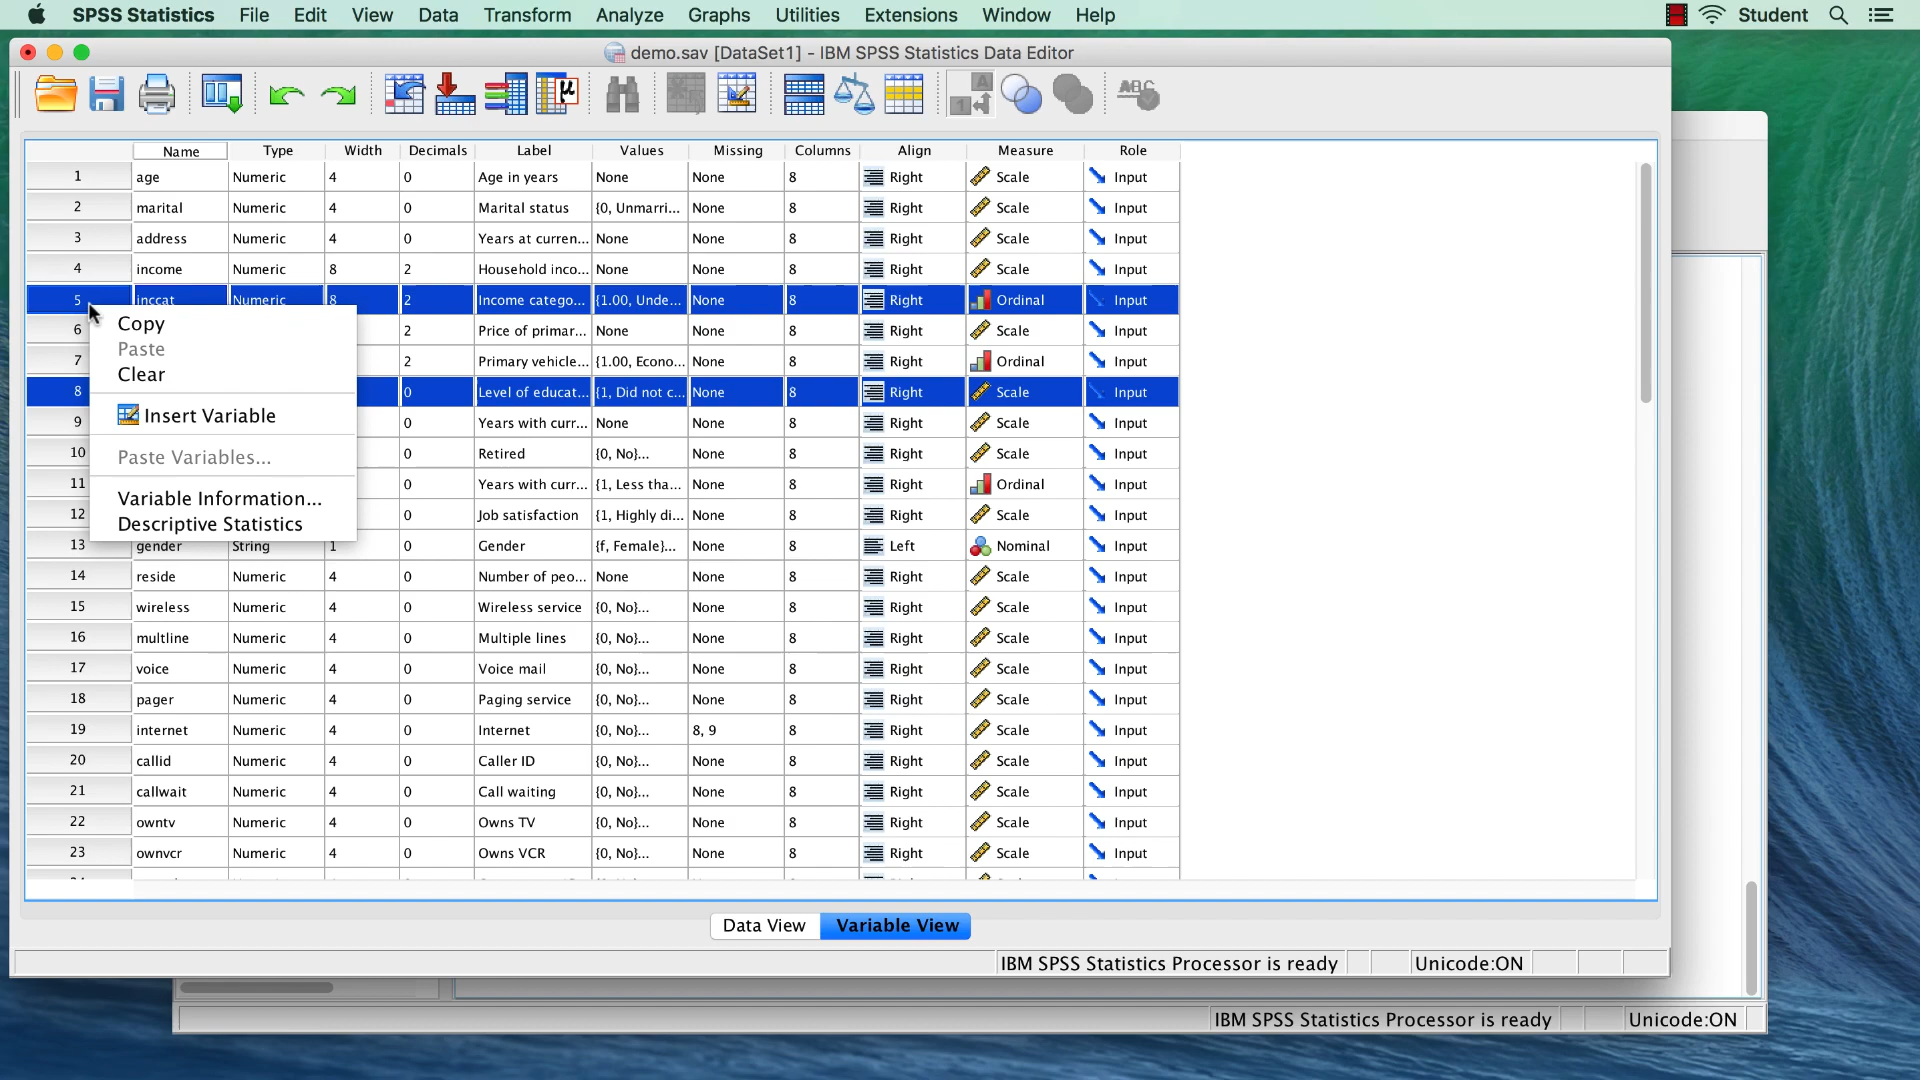 SPSS Statistics File Edit View Data Transform Analyze Graphs Utilities Extensions Window Help Student
demo.sav [DataSet1] - IBM SPSS Statistics Data Editor
Name Type Width Decimals Label Values Missing Columns Align Measure Role
1 age Numeric 4 0 Age in years None None 8 Right Scale Input
2 marital Numeric 4 0 Marital status {0, Unmarri... None 8 Right Scale Input
3 address Numeric 4 0 Years at curren... None None 8 Right Scale Input
4 income Numeric 8 2 Household inco... None None 8 Right Scale Input
5 inccat Numeric 8 2 Income catego... {1.00, Unde... None 8 Right Ordinal Input
6 2 Price of primar... None None 8 Right Scale Input
7 2 Primary vehicle... {1.00, Econo... None 8 Right Ordinal Input
8 0 Level of educat... {1, Did not c... None 8 Right Scale Input
9 0 Years with curr... None None 8 Right Scale Input
10 0 Retired {0, No}... None 8 Right Scale Input
11 0 Years with curr... {1, Less tha... None 8 Right Ordinal Input
12 0 Job satisfaction {1, Highly di... None 8 Right Scale Input
13 gender String 1 0 Gender {f, Female}... None 8 Left Nominal Input
14 reside Numeric 4 0 Number of peo... None None 8 Right Scale Input
15 wireless Numeric 4 0 Wireless service {0, No}... None 8 Right Scale Input
16 multline Numeric 4 0 Multiple lines {0, No}... None 8 Right Scale Input
17 voice Numeric 4 0 Voice mail {0, No}... None 8 Right Scale Input
18 pager Numeric 4 0 Paging service {0, No}... None 8 Right Scale Input
19 internet Numeric 4 0 Internet {0, No}... 8, 9 8 Right Scale Input
20 callid Numeric 4 0 Caller ID {0, No}... None 8 Right Scale Input
21 callwait Numeric 4 0 Call waiting {0, No}... None 8 Right Scale Input
22 owntv Numeric 4 0 Owns TV {0, No}... None 8 Right Scale Input
23 ownvcr Numeric 4 0 Owns VCR {0, No}... None 8 Right Scale Input
Copy
Paste
Clear
Insert Variable
Paste Variables...
Variable Information...
Descriptive Statistics
Data View Variable View
IBM SPSS Statistics Processor is ready Unicode:ON
IBM SPSS Statistics Processor is ready Unicode:ON